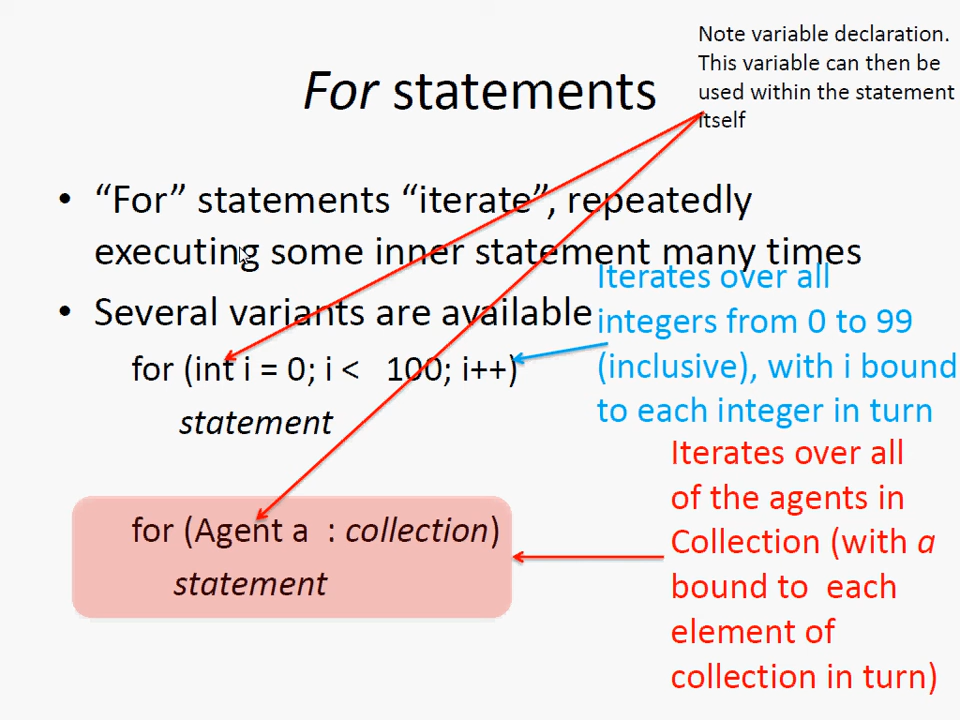 Note variable declaration.
This variable can then be
used within the statement
itself
For statements
• “For” statements “iterate”, repeatedly
executing some inner statement many times
• Several variants are available
for (int i = 0; i < 100; i++)
statement
Iterates over all
integers from 0 to 99
(inclusive), with i bound
to each integer in turn
for (Agent a : collection)
statement
Iterates over all
of the agents in
Collection (with a
bound to each
element of
collection in turn)